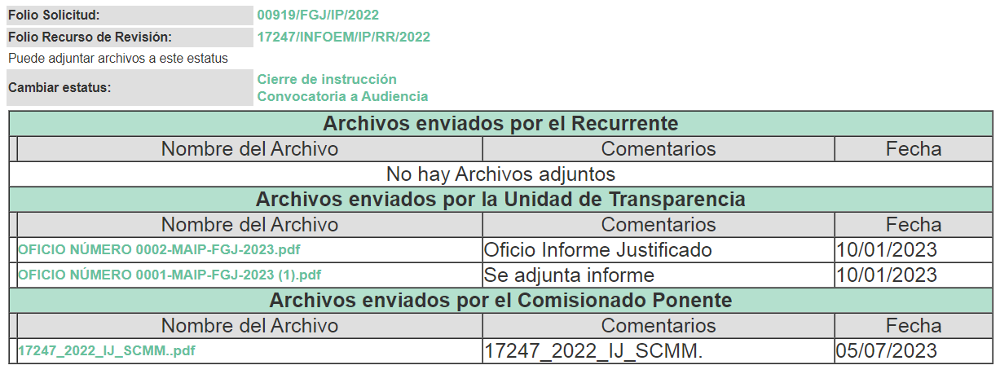 Folio Solicitud: 00919/FGJ/IP/2022
Folio Recurso de Revisión: 17247/INFOEM/IP/RR/2022
Puede adjuntar archivos a este estatus
Cambiar estatus: Cierre de instrucción
Convocatoria a Audiencia
Archivos enviados por el Recurrente
Nombre del Archivo Comentarios Fecha
No hay Archivos adjuntos
Archivos enviados por la Unidad de Transparencia
Nombre del Archivo Comentarios Fecha
OFICIO NÚMERO 0002-MAIP-FGJ-2023.pdf Oficio Informe Justificado 10/01/2023
OFICIO NÚMERO 0001-MAIP-FGJ-2023 (1).pdf Se adjunta informe 10/01/2023
Archivos enviados por el Comisionado Ponente
Nombre del Archivo Comentarios Fecha
17247_2022_IJ_SCMM..pdf 17247_2022_IJ_SCMM. 05/07/2023